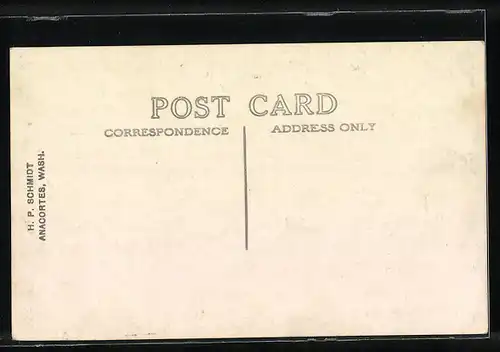 POST CARD
CORRESPONDENCE
ADDRESS ONLY
H. P. SCHMIDT
ANACORTES, WASH.